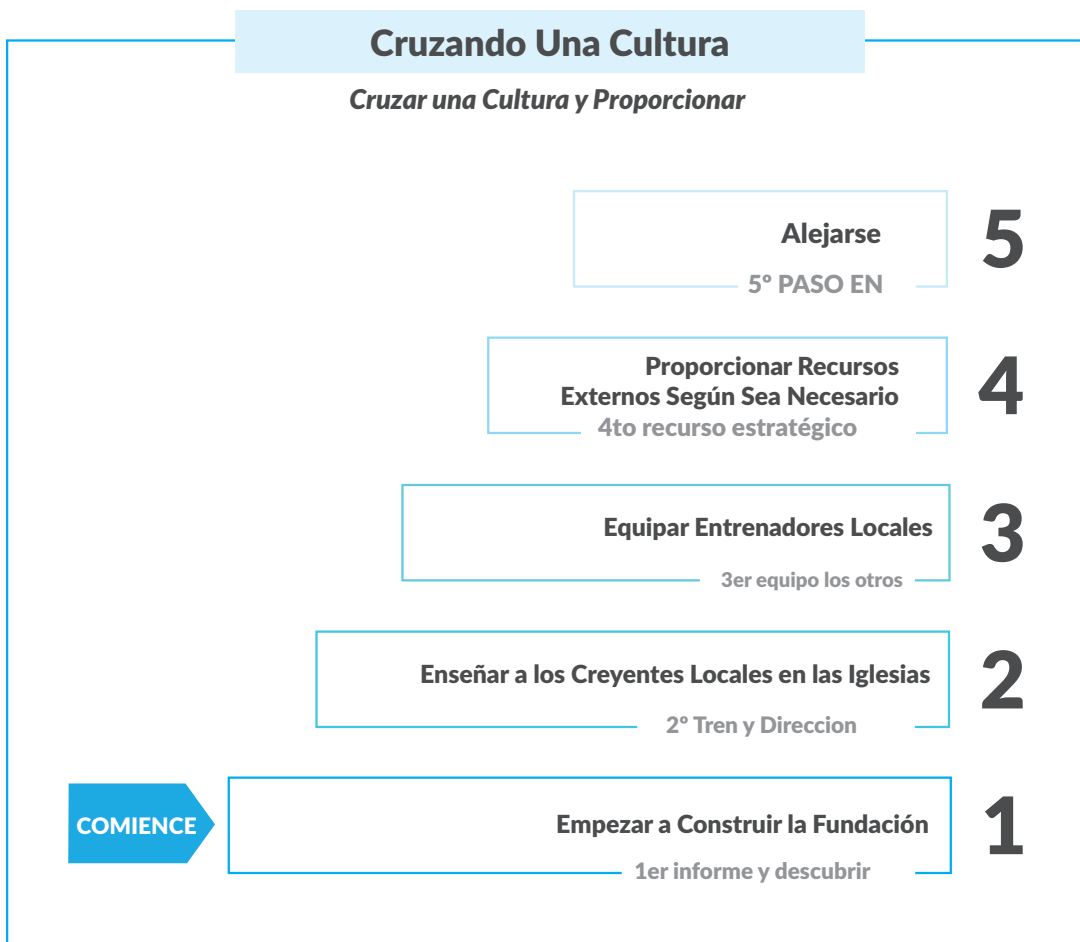 Cruzando Una Cultura
Cruzar una Cultura y Proporcionar
Alejarse
5º PASO EN
5
Proporcionar Recursos
Externos Según Sea Necesario
4to recurso estratégico
4
Equipar Entrenadores Locales
3er equipo los otros
3
Enseñar a los Creyentes Locales en las Iglesias
2º Tren y Direccion
2
COMIENCE
Empezar a Construir la Fundación
1er informe y descubrir
1